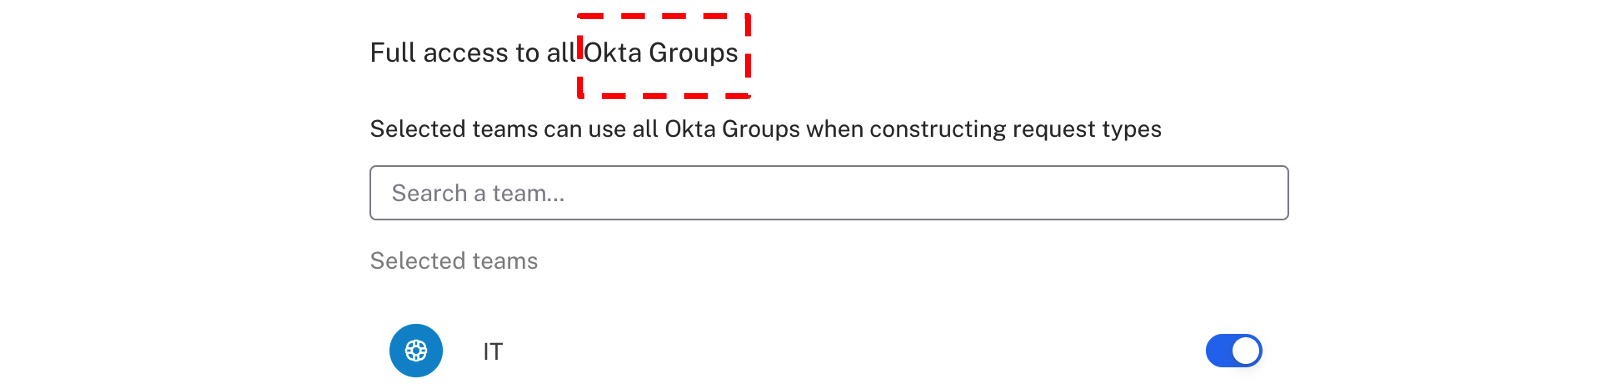 Full access to all Okta Groups
Selected teams can use all Okta Groups when constructing request types
Search a team...
Selected teams
IT